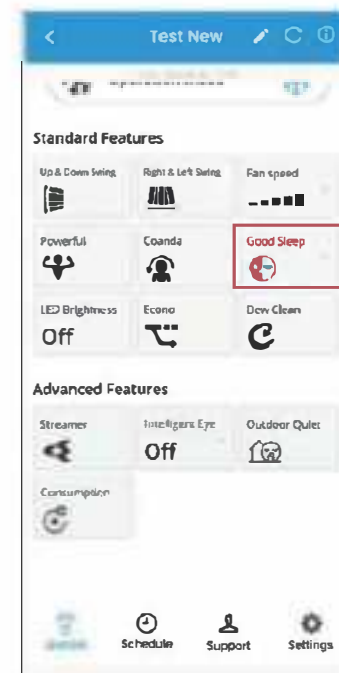 Test New
Standard Features
Up & Down Swing
Right & Left Swing
Fan speed
Powerful
Coanda
Good Sleep
LED Brightness
Off
Econo
Dew Clean
Advanced Features
Streamer
Intelligent Eye
Off
Outdoor Quiet
Consumption
Schedule
Support
Settings